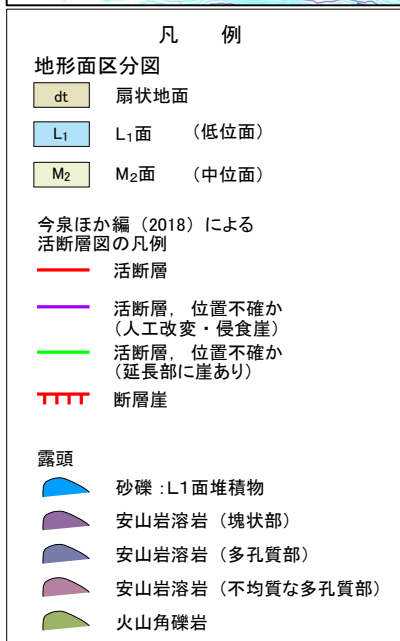 凡 例
地形面区分図
dt 扇状地面
L₁ L₁面 (低位面)
M₂ M₂面 (中位面)
今泉ほか編 (2018) による
活断層図の凡例
活断層
活断層, 位置不確か
(人工改変・侵食崖)
活断層, 位置不確か
(延長部に崖あり)
断層崖
露頭
砂礫:L1面堆積物
安山岩溶岩 (塊状部)
安山岩溶岩 (多孔質部)
安山岩溶岩 (不均質な多孔質部)
火山角礫岩